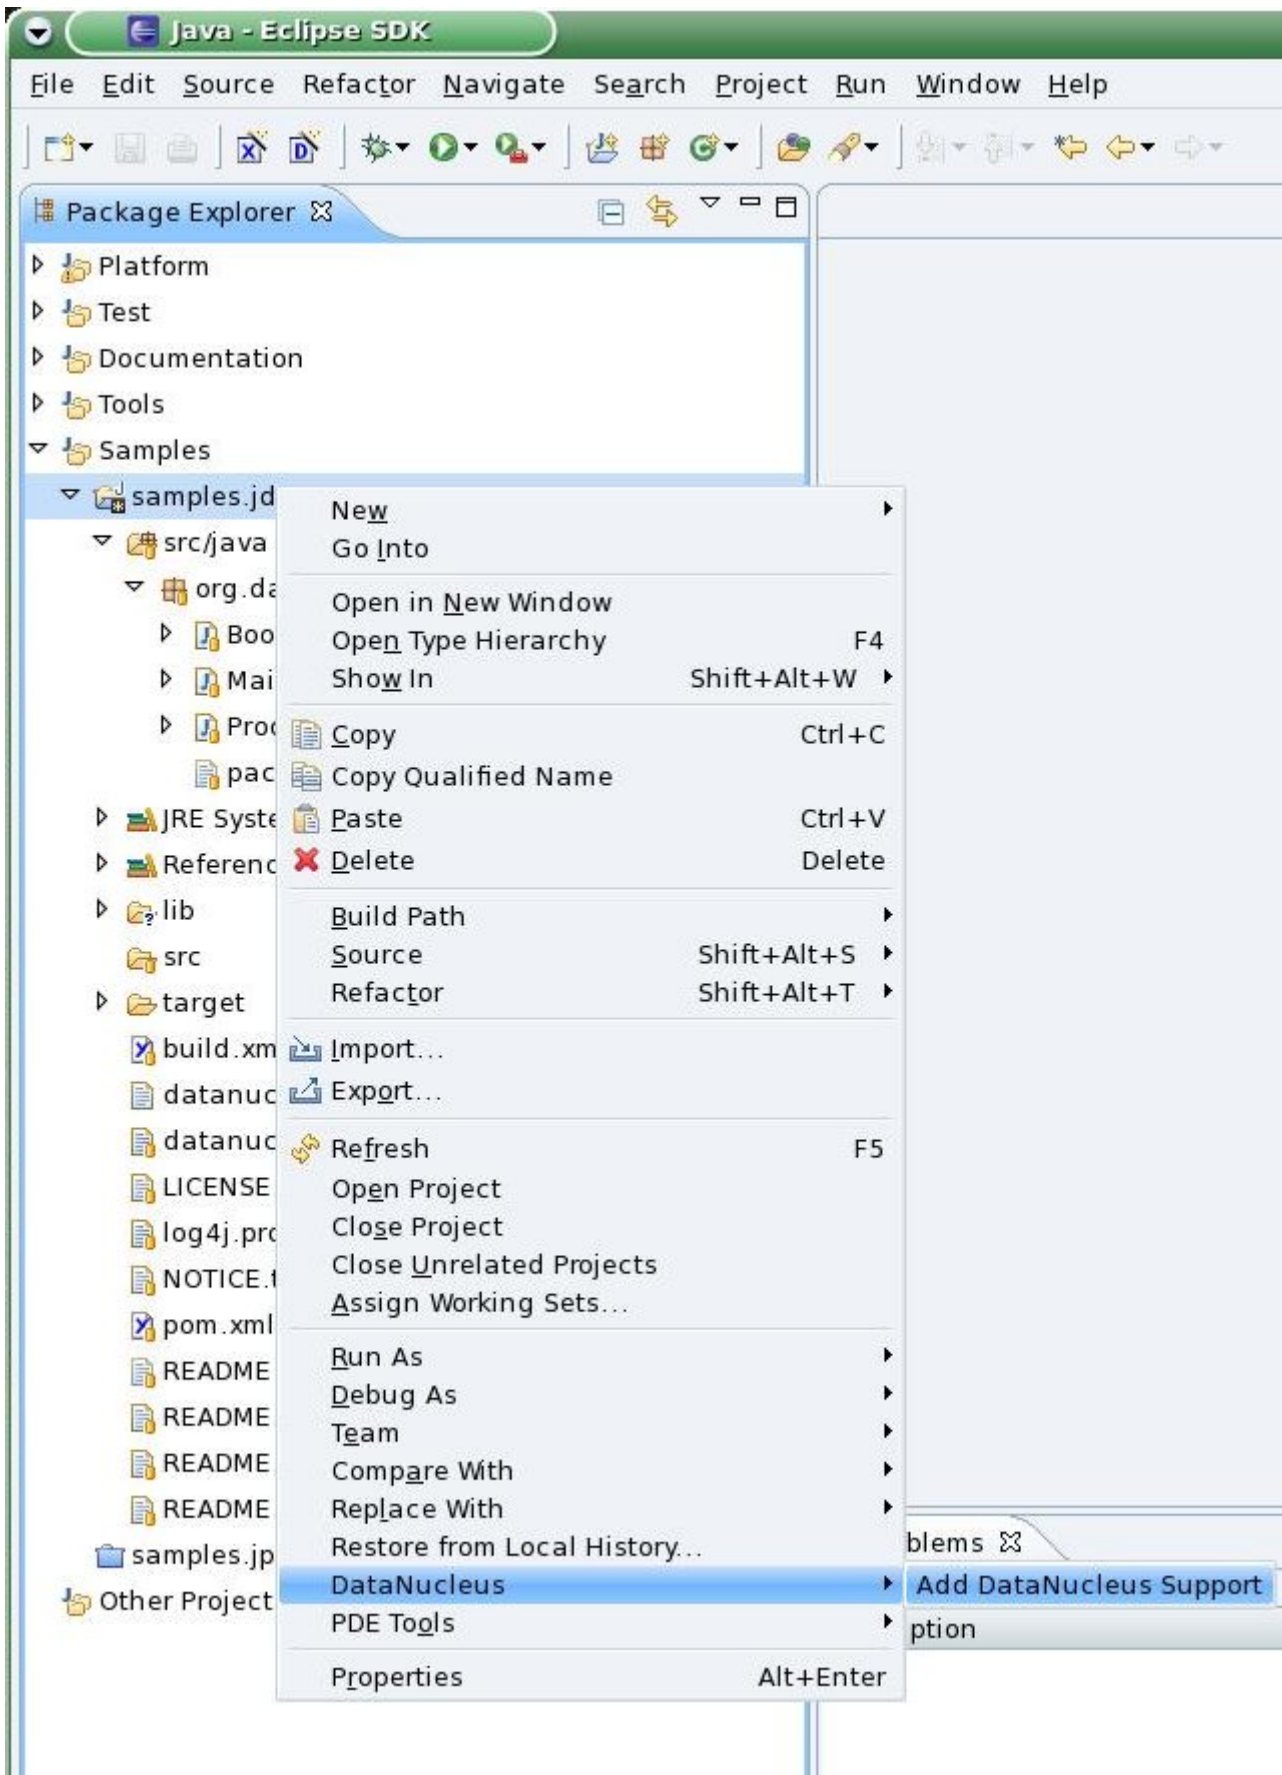 Java - Eclipse SDK
File Edit Source Refactor Navigate Search Project Run Window Help
Package Explorer
Platform
Test
Documentation
Tools
Samples
samples.jd
src/java
org.da
Boo
Mai
Proc
pac
JRE Syste
Referenc
lib
src
target
build.xm
datanuc
datanuc
LICENSE
log4j.pro
NOTICE.t
pom.xml
README
README
README
README
samples.jp
Other Project
New
Go Into
Open in New Window
Open Type Hierarchy F4
Show In Shift+Alt+W
Copy Ctrl+C
Copy Qualified Name
Paste Ctrl+V
Delete Delete
Build Path
Source Shift+Alt+S
Refactor Shift+Alt+T
Import...
Export...
Refresh F5
Open Project
Close Project
Close Unrelated Projects
Assign Working Sets...
Run As
Debug As
Team
Compare With
Replace With
Restore from Local History...
DataNucleus
PDE Tools
Properties Alt+Enter
blems
Add DataNucleus Support
ption